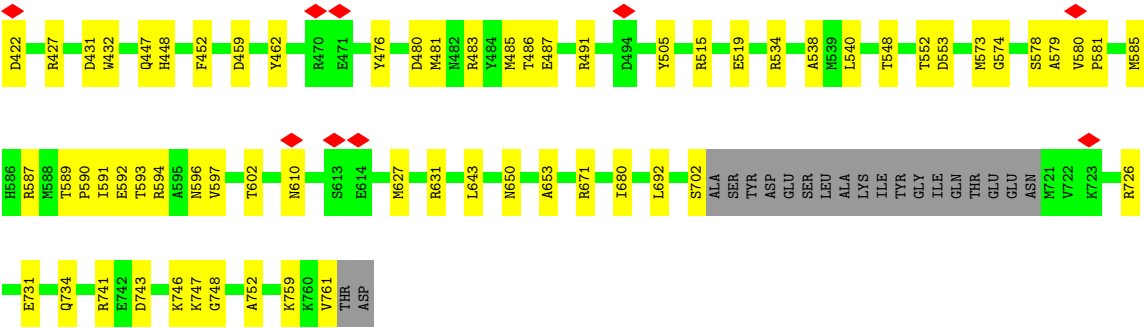 D422 R427 D431 W432 Q447 H448 F452 D459 Y462 R470 E471 Y476 D480 M481 N482 R483 Y484 M485 T486 E487 R491 D494 Y505 R515 E519 R534 A538 M539 L540 T548 T552 D553 M573 G574 S578 A579 V580 P581 M585
H586 R587 M588 T589 P590 I591 E592 T593 R594 A595 N596 V597 T602 N610 S613 E614 M627 R631 L643 N650 A653 R671 I680 L692 S702 ALA SER TYR ASP GLU SER LEU ALA LYS ILE TYR GLY ILE GLN THR GLU GLU ASN M721 V722 K723 R726
E731 Q734 R741 E742 D743 K746 K747 G748 A752 K759 K760 V761 THR ASP